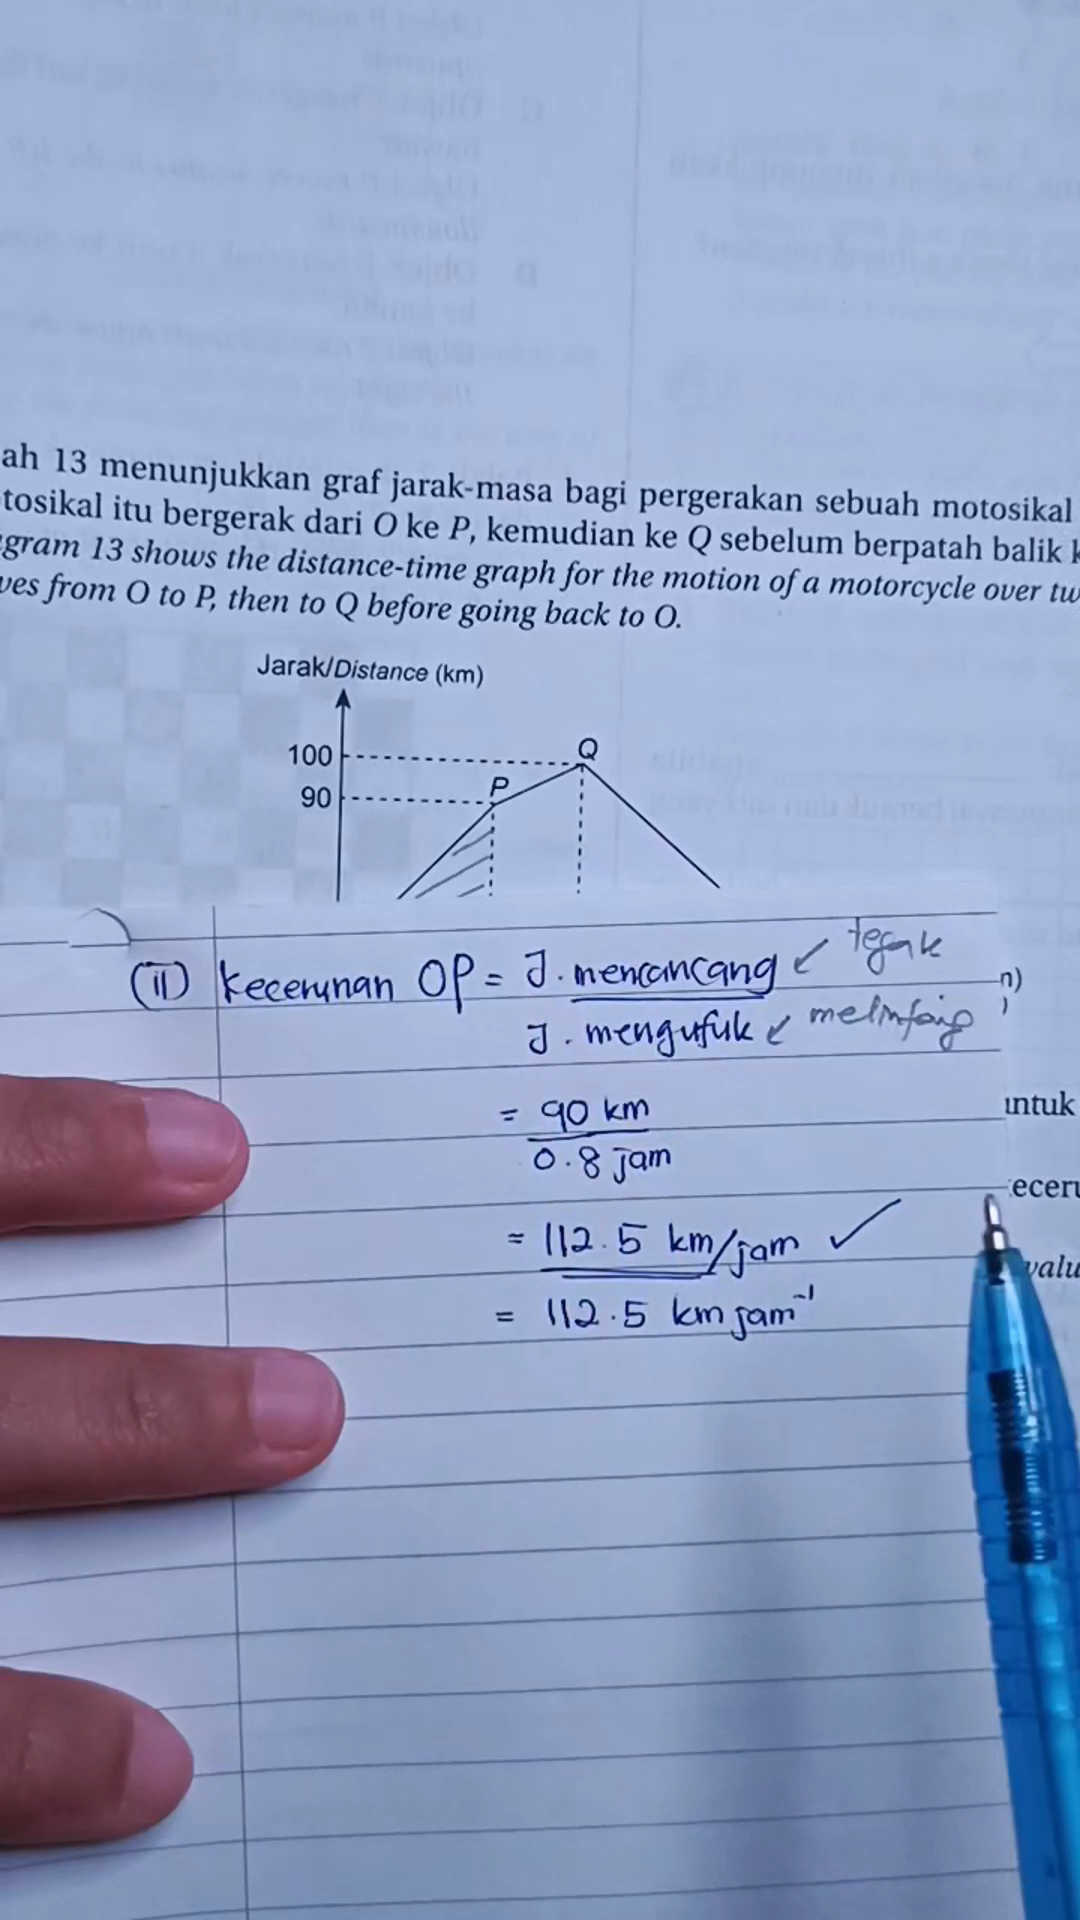 ah 13 menunjukkan graf jarak-masa bagi pergerakan sebuah motosikal
tosikal itu bergerak dari O ke P, kemudian ke Q sebelum berpatah balik k
gram 13 shows the distance-time graph for the motion of a motorcycle over tw
ves from O to P, then to Q before going back to O.
Jarak/Distance (km)
100
Q
P
90
(ii) Kecerunan OP = J. mencancang ✓ tegak
n)
J. mengufuk ✓
)
= 90 km
0.8 jam
untuk
eceru
= 112.5 km/jam ✓
valu
= 112.5 km jam⁻¹